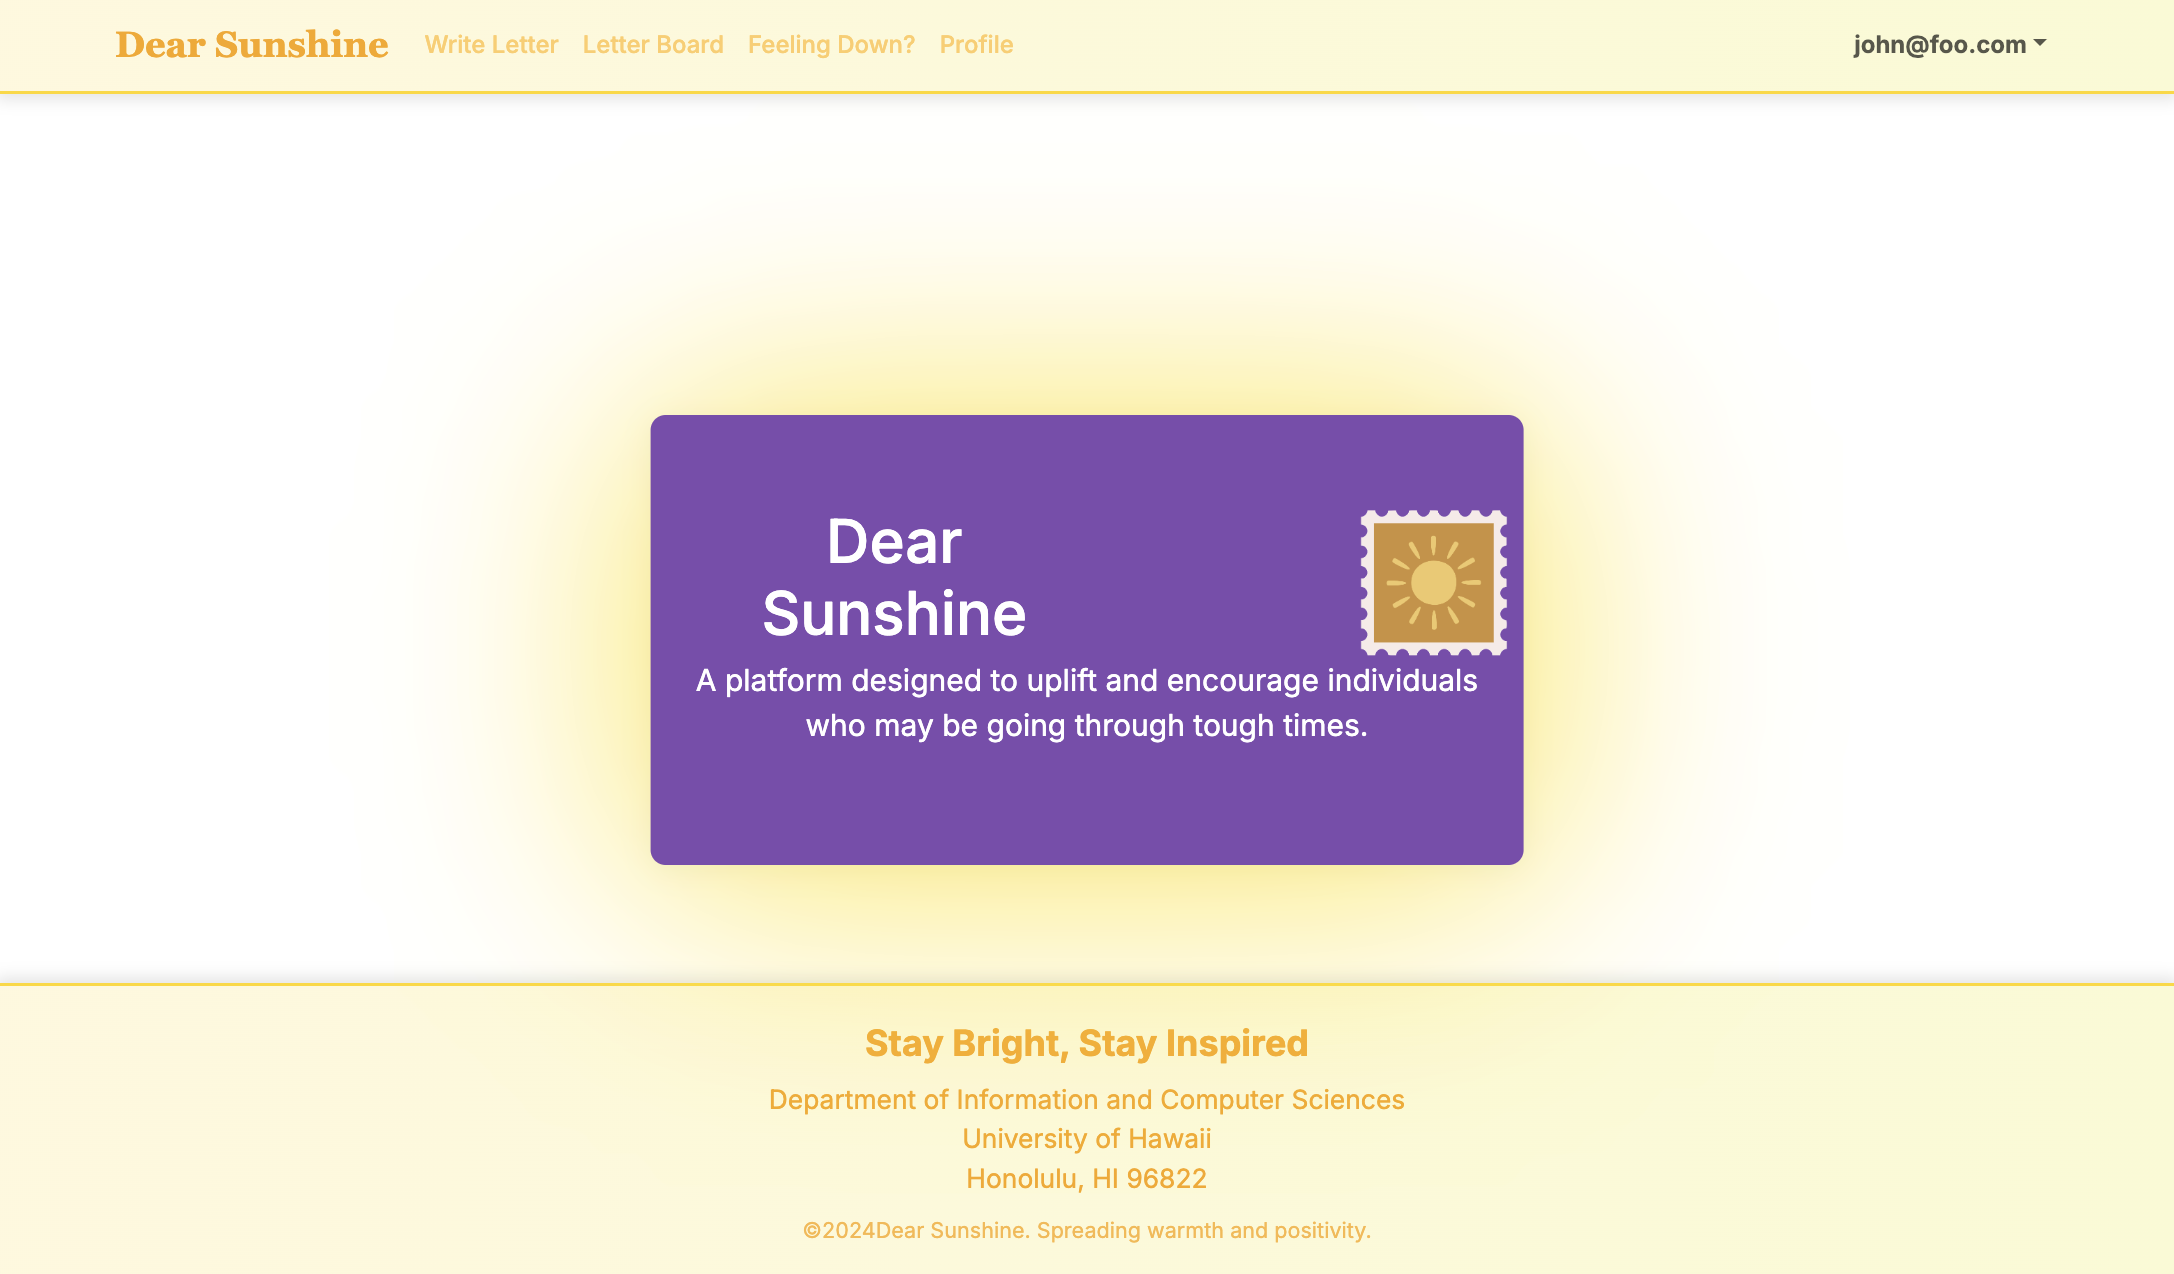 Dear Sunshine
Write Letter
Letter Board
Feeling Down?
Profile
john@foo.com
Dear
Sunshine
A platform designed to uplift and encourage individuals
who may be going through tough times.
Stay Bright, Stay Inspired
Department of Information and Computer Sciences
University of Hawaii
Honolulu, HI 96822
©2024Dear Sunshine. Spreading warmth and positivity.